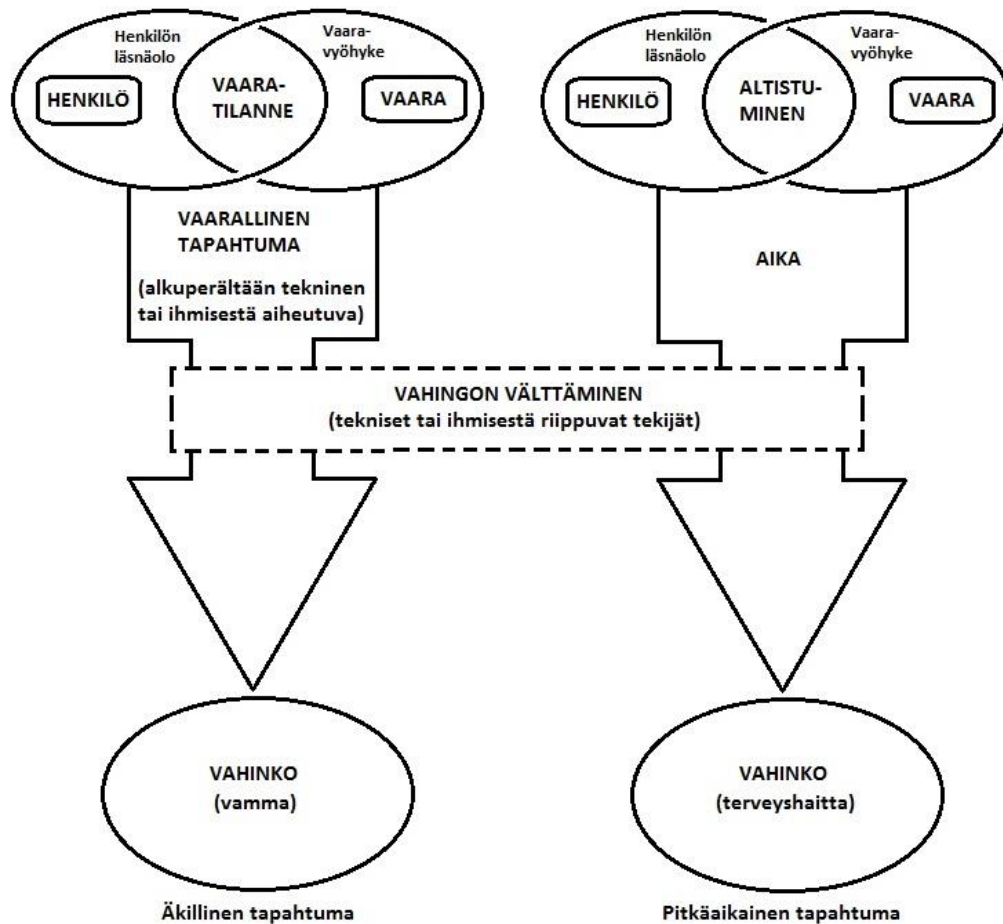 Henkilön
läsnäolo
Vaara-
vyöhyke
HENKILÖ
VAARA-
TILANNE
VAARA
VAARALLINEN
TAPAHTUMA
(alkuperältään tekninen
tai ihmisestä aiheutuva)
Henkilön
läsnäolo
Vaara-
vyöhyke
HENKILÖ
ALTISTU-
MINEN
VAARA
AIKA
VAHINGON VÄLTTÄMINEN
(tekniset tai ihmisestä riippuvat tekijät)
VAHINKO
(vamma)
Äkillinen tapahtuma
VAHINKO
(terveyshaitta)
Pitkäaikainen tapahtuma